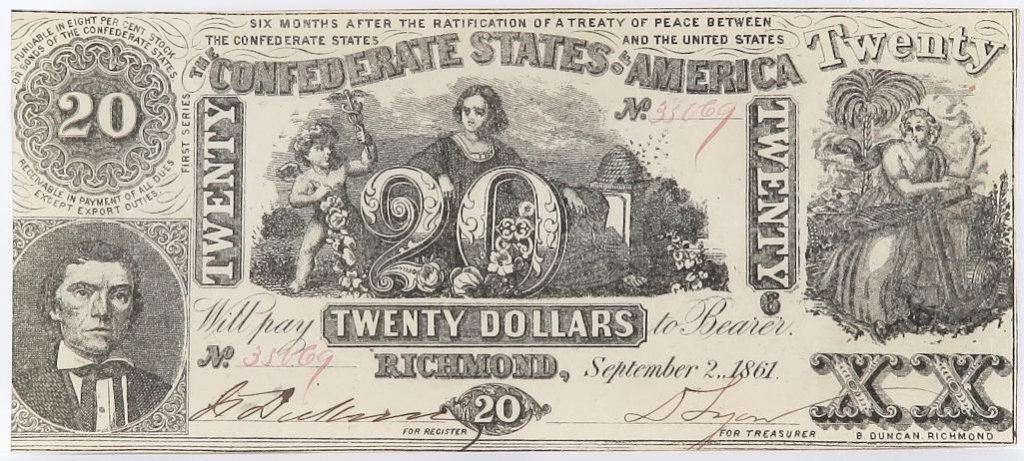 SIX MONTHS AFTER THE RATIFICATION OF A TREATY OF PEACE BETWEEN
THE CONFEDERATE STATES AND THE UNITED STATES
THE CONFEDERATE STATES OF AMERICA
Twenty
FUNDABLE IN EIGHT PER CENT STOCK
OR BONDS OF THE CONFEDERATE STATES
20
RECEIVABLE IN PAYMENT OF ALL DUES
EXCEPT EXPORT DUTIES
FIRST SERIES
TWENTY
20
No.
TWENTY
6
Will pay TWENTY DOLLARS to Bearer.
No.
RICHMOND, September 2, 1861.
XX
20
FOR REGISTER
FOR TREASURER
B. DUNCAN. RICHMOND